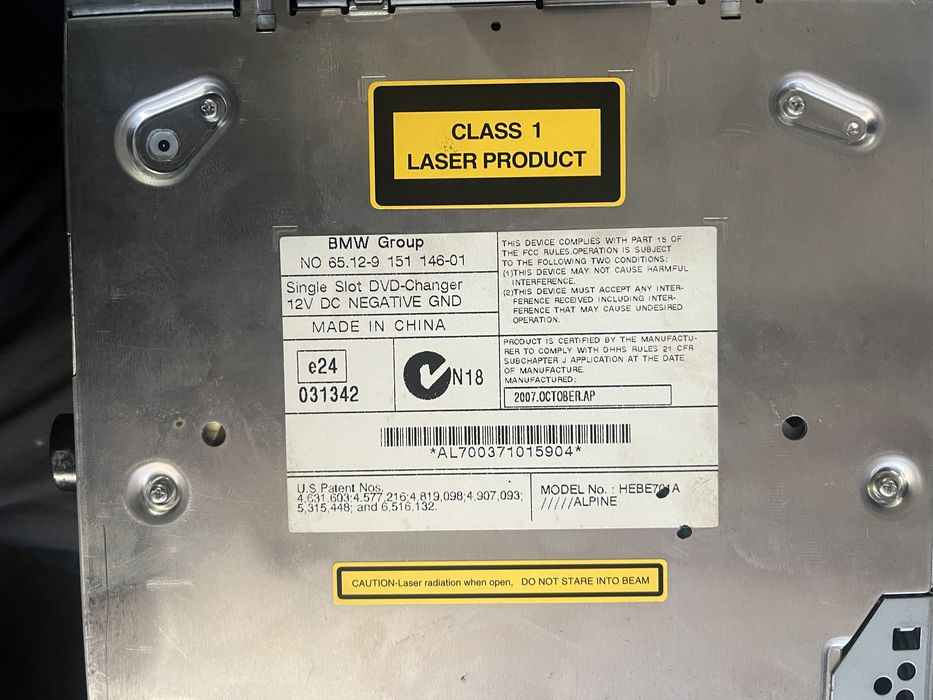 CLASS 1
LASER PRODUCT
BMW Group
NO 65.12-9 151 146-01
Single Slot DVD-Changer
12V DC NEGATIVE GND
MADE IN CHINA
e24
031342
N18
THIS DEVICE COMPLIES WITH PART 15 OF
THE FCC RULES.OPERATION IS SUBJECT
TO THE FOLLOWING TWO CONDITIONS:
(1)THIS DEVICE MAY NOT CAUSE HARMFUL
INTERFERENCE.
(2)THIS DEVICE MUST ACCEPT ANY INTER-
FERENCE RECEIVED INCLUDING INTER-
FERENCE THAT MAY CAUSE UNDESIRED
OPERATION.
PRODUCT IS CERTIFIED BY THE MANUFACTU-
RER TO COMPLY WITH DHHS RULES 21 CFR
SUBCHAPTER J APPLICATION AT THE DATE
OF MANUFACTURE.
MANUFACTURED:
2007.OCTOBER.AP
*AL700371015904*
U.S.Patent Nos.
4,631,603;4,577,216;4,819,098;4,907,093;
5,315,448; and 6,516,132.
MODEL No. : HEBE701A
/////ALPINE
CAUTION-Laser radiation when open, DO NOT STARE INTO BEAM